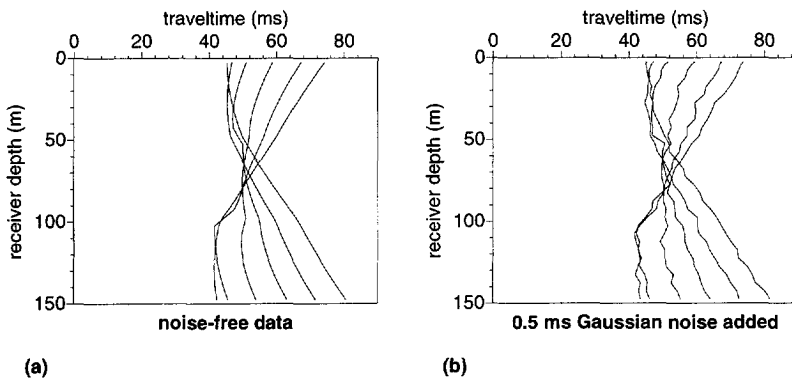 traveltime (ms)
0 20 40 60 80
0
50
100
150
receiver depth (m)
noise-free data
(a)
traveltime (ms)
0 20 40 60 80
0
50
100
150
receiver depth (m)
0.5 ms Gaussian noise added
(b)